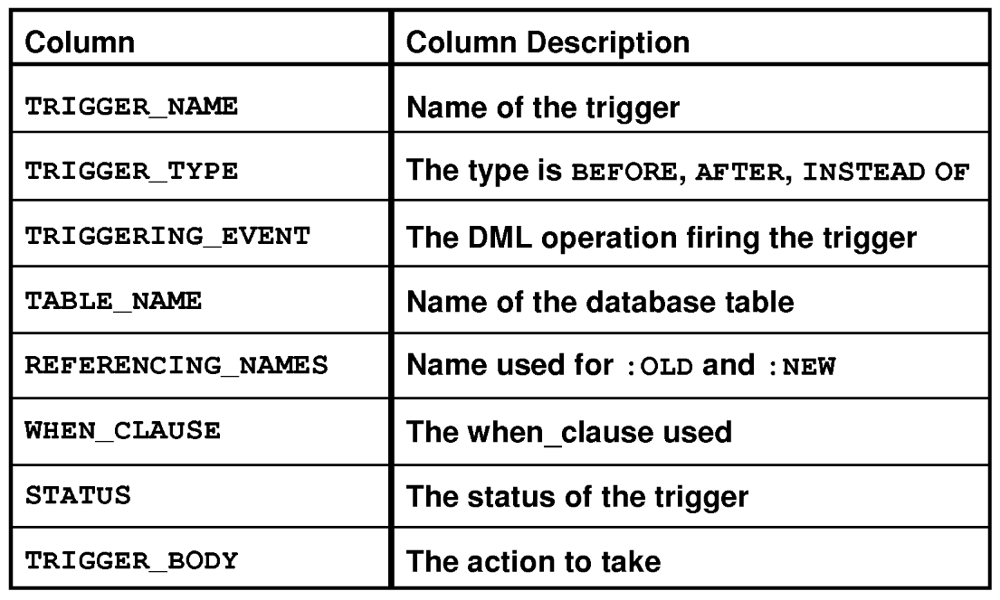 Column Column Description
TRIGGER_NAME Name of the trigger
TRIGGER_TYPE The type is BEFORE, AFTER, INSTEAD OF
TRIGGERING_EVENT The DML operation firing the trigger
TABLE_NAME Name of the database table
REFERENCING_NAMES Name used for :OLD and :NEW
WHEN_CLAUSE The when_clause used
STATUS The status of the trigger
TRIGGER_BODY The action to take